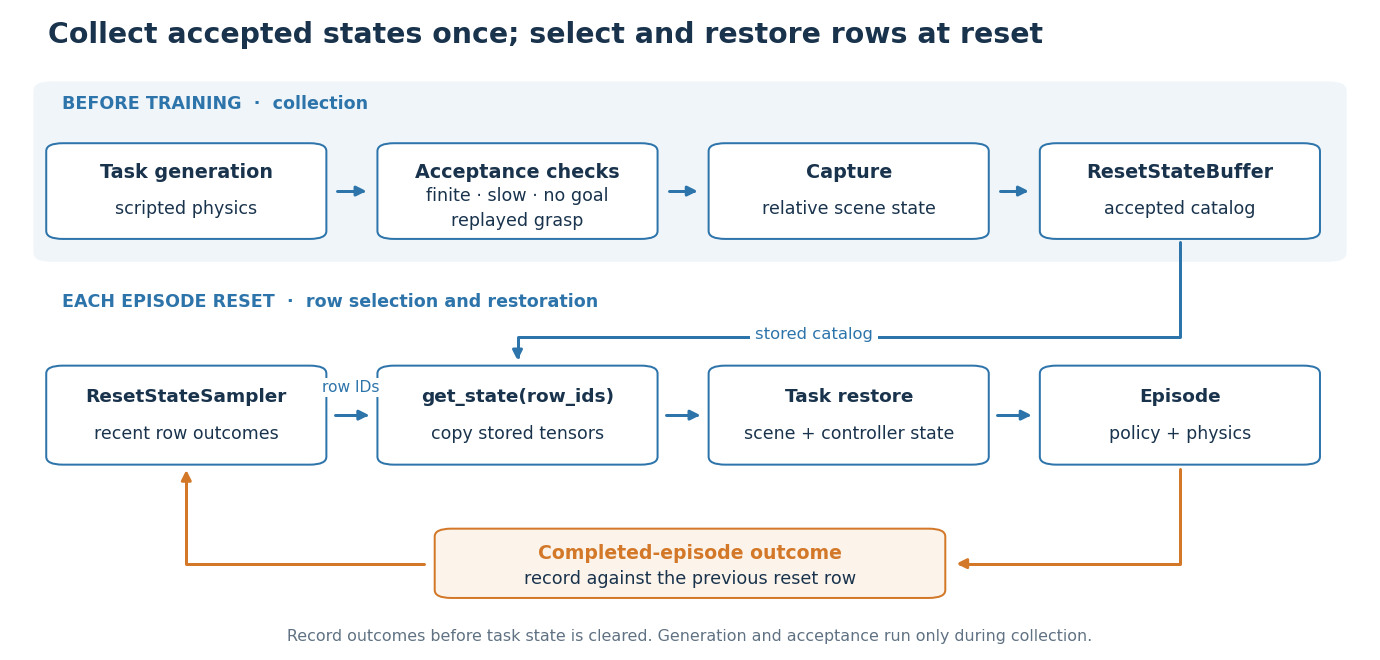 Collect accepted states once; select and restore rows at reset
BEFORE TRAINING · collection
Task generation
scripted physics
Acceptance checks
finite · slow · no goal
replayed grasp
Capture
relative scene state
ResetStateBuffer
accepted catalog
EACH EPISODE RESET · row selection and restoration
stored catalog
ResetStateSampler
recent row outcomes
row IDs
get_state(row_ids)
copy stored tensors
Task restore
scene + controller state
Episode
policy + physics
Completed-episode outcome
record against the previous reset row
Record outcomes before task state is cleared. Generation and acceptance run only during collection.